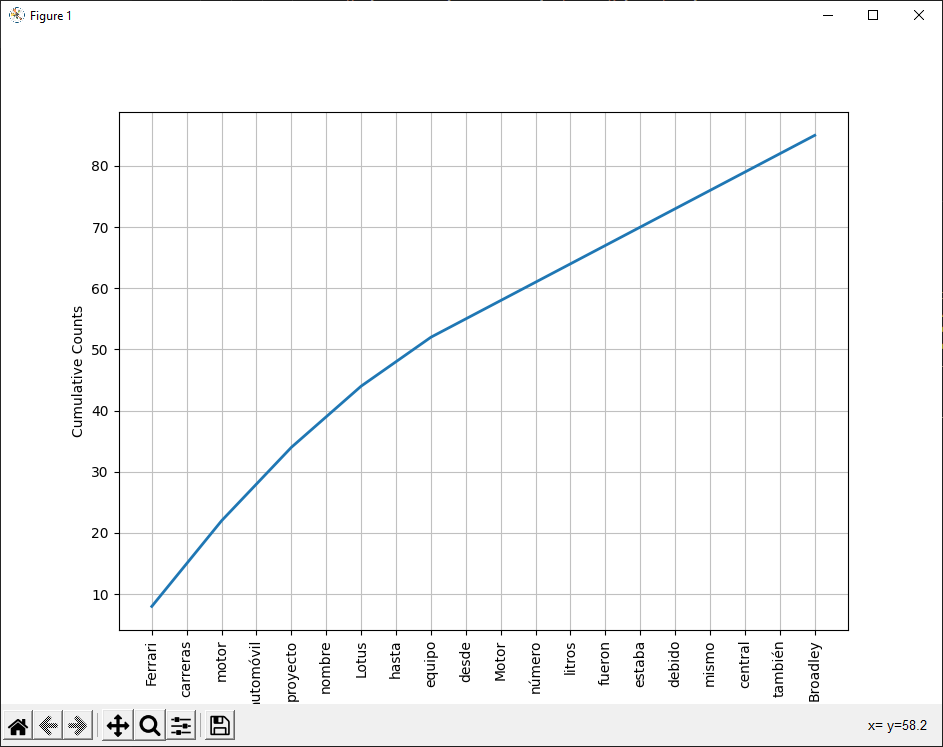 Figure 1
Cumulative Counts
80
70
60
50
40
30
20
10
Ferrari
carreras
motor
utomóvil
proyecto
nombre
Lotus
hasta
equipo
desde
Motor
número
litros
fueron
estaba
debido
mismo
central
también
Broadley
x= y=58.2